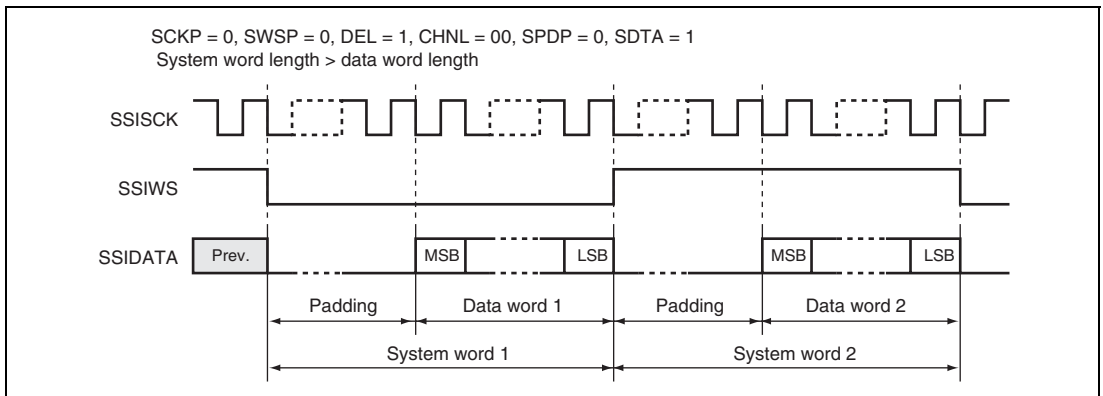 SCKP = 0, SWSP = 0, DEL = 1, CHNL = 00, SPDP = 0, SDTA = 1
System word length > data word length
SSISCK
SSIWS
SSIDATA
Prev.
MSB
LSB
MSB
LSB
Padding
Data word 1
Padding
Data word 2
System word 1
System word 2